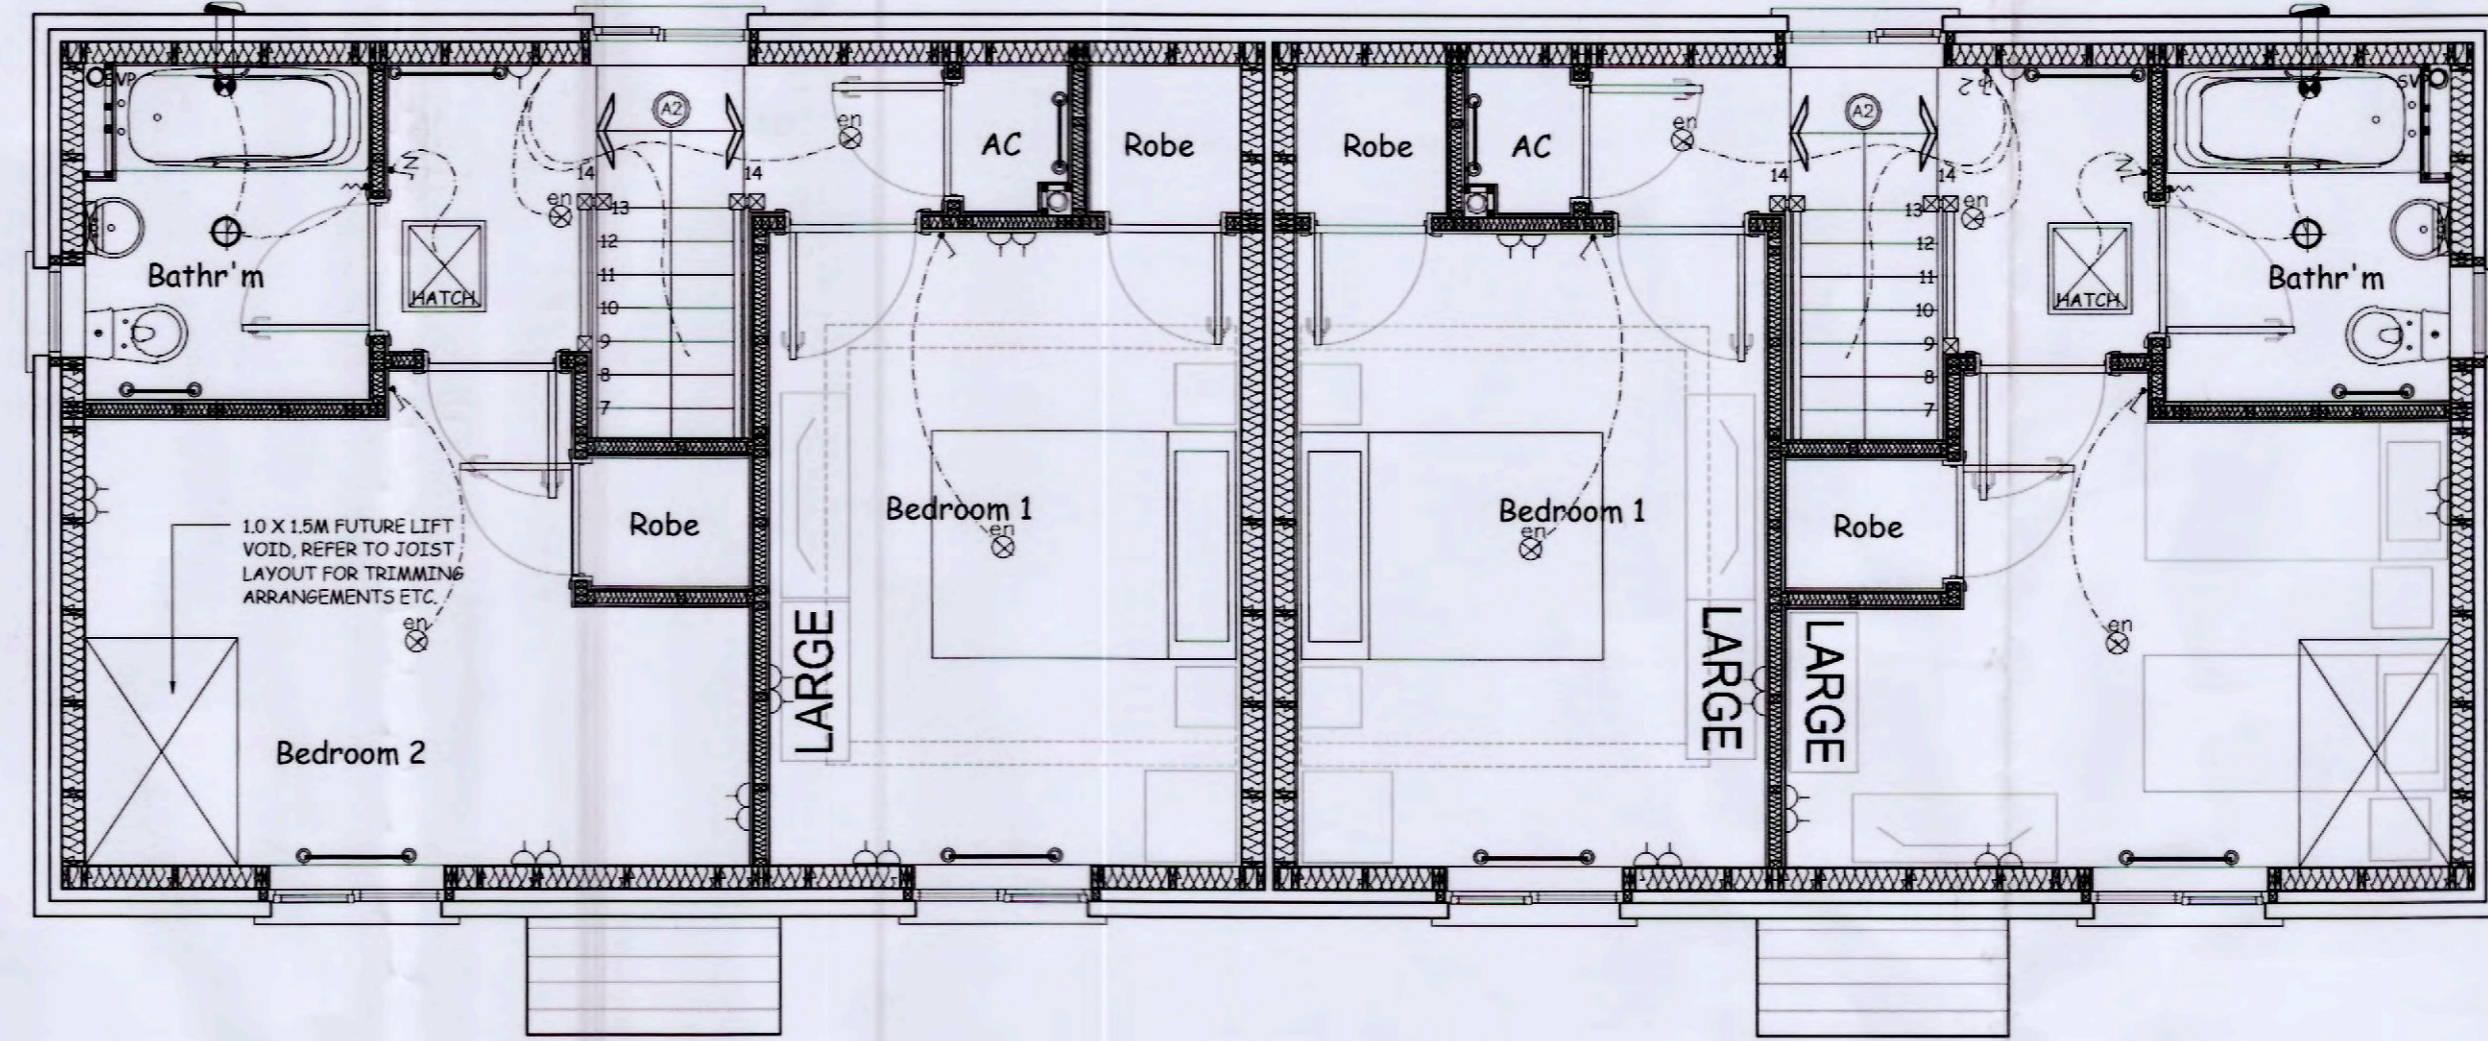 SVP
A2
A2
2
SV
en
AC
Robe
Robe
AC
en
14
14
14
14
en
13
13
en
12
12
Bathr'm
11
11
Bathr'm
HATCH
10
10
HATCH
9
9
8
8
7
7
1.0 X 1.5M FUTURE LIFT
VOID, REFER TO JOIST
LAYOUT FOR TRIMMING
ARRANGEMENTS ETC.
Robe
Bedroom 1
en
Bedroom 1
en
Robe
en
en
LARGE
LARGE
LARGE
Bedroom 2